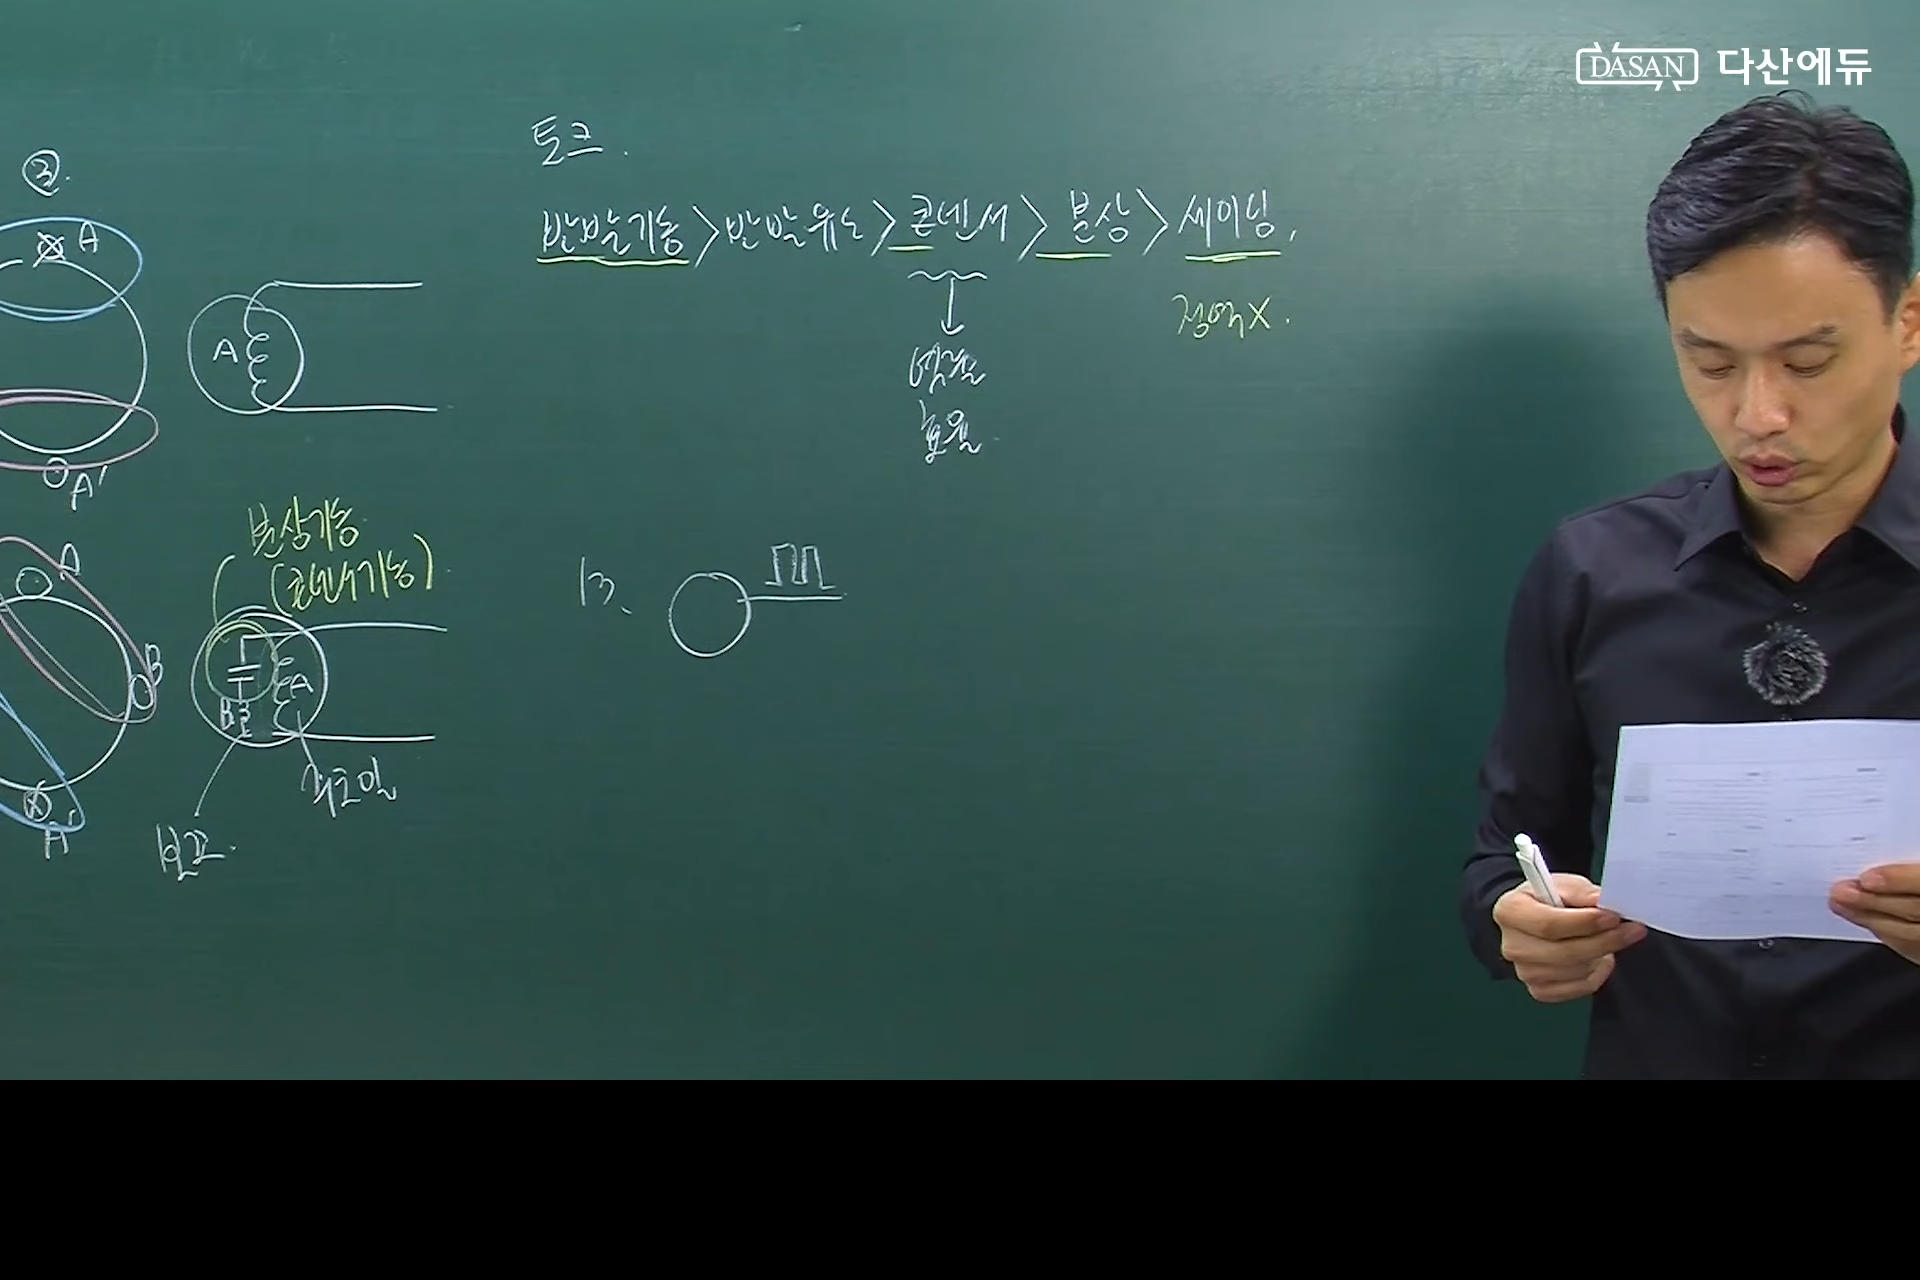 DASAN 다산에듀
토크.
③.
반발기동 > 반발유도 > 콘덴서 > 분상 > 세이딩.
A
정역X.
A
역률
효율
A'
분상기동
(콘덴서기동)
A
13.
B
A
B
주코일
A'
보조.